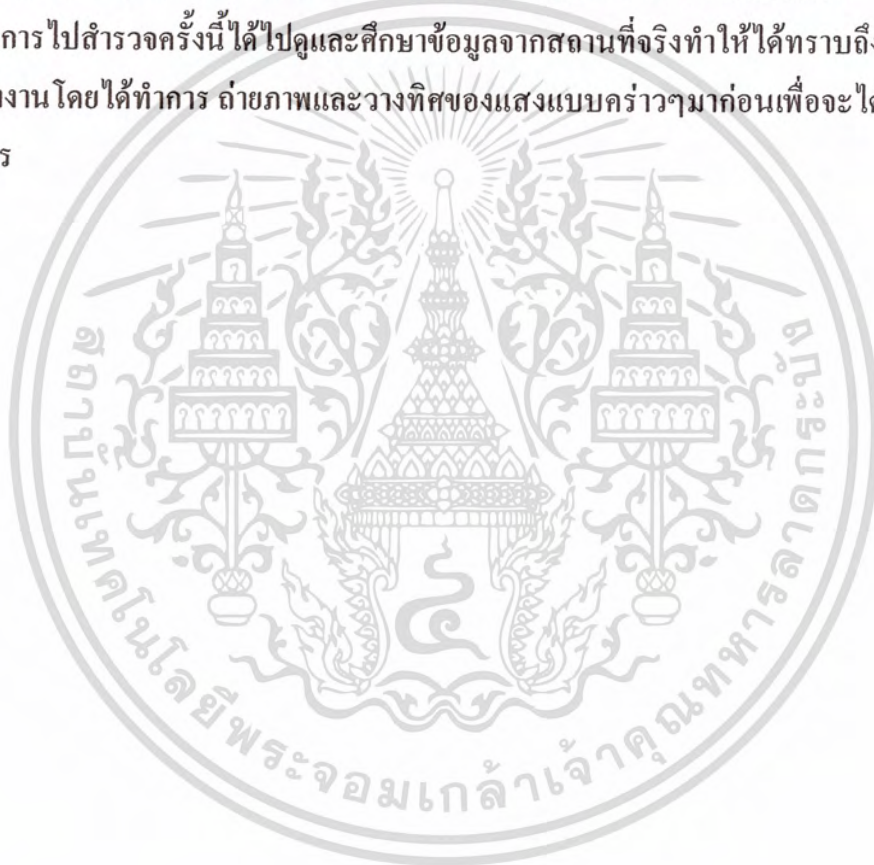 การไปสำรวจครั้งนี้ได้ไปดูและศึกษาข้อมูลจากสถานที่จริงทำให้ได้ทราบถึง
งานโดยได้ทำการ ถ่ายภาพและวางทิศของแสงแบบคร่าวๆมาก่อนเพื่อจะได้
ร
สถาบันเทคโนโลยีพระจอมเกล้าเจ้าคุณทหารลาดกระบัง